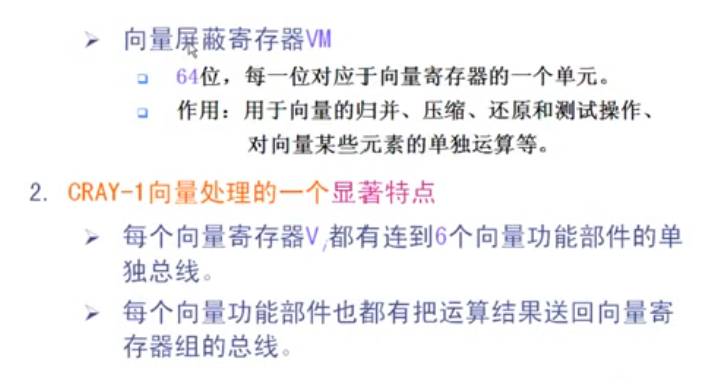 ➢ 向量屏蔽寄存器VM
□ 64位，每一位对应于向量寄存器的一个单元。
□ 作用：用于向量的归并、压缩、还原和测试操作、
对向量某些元素的单独运算等。
2. CRAY-1向量处理的一个显著特点
➢ 每个向量寄存器Vi都有连到6个向量功能部件的单
独总线。
➢ 每个向量功能部件也都有把运算结果送回向量寄
存器组的总线。